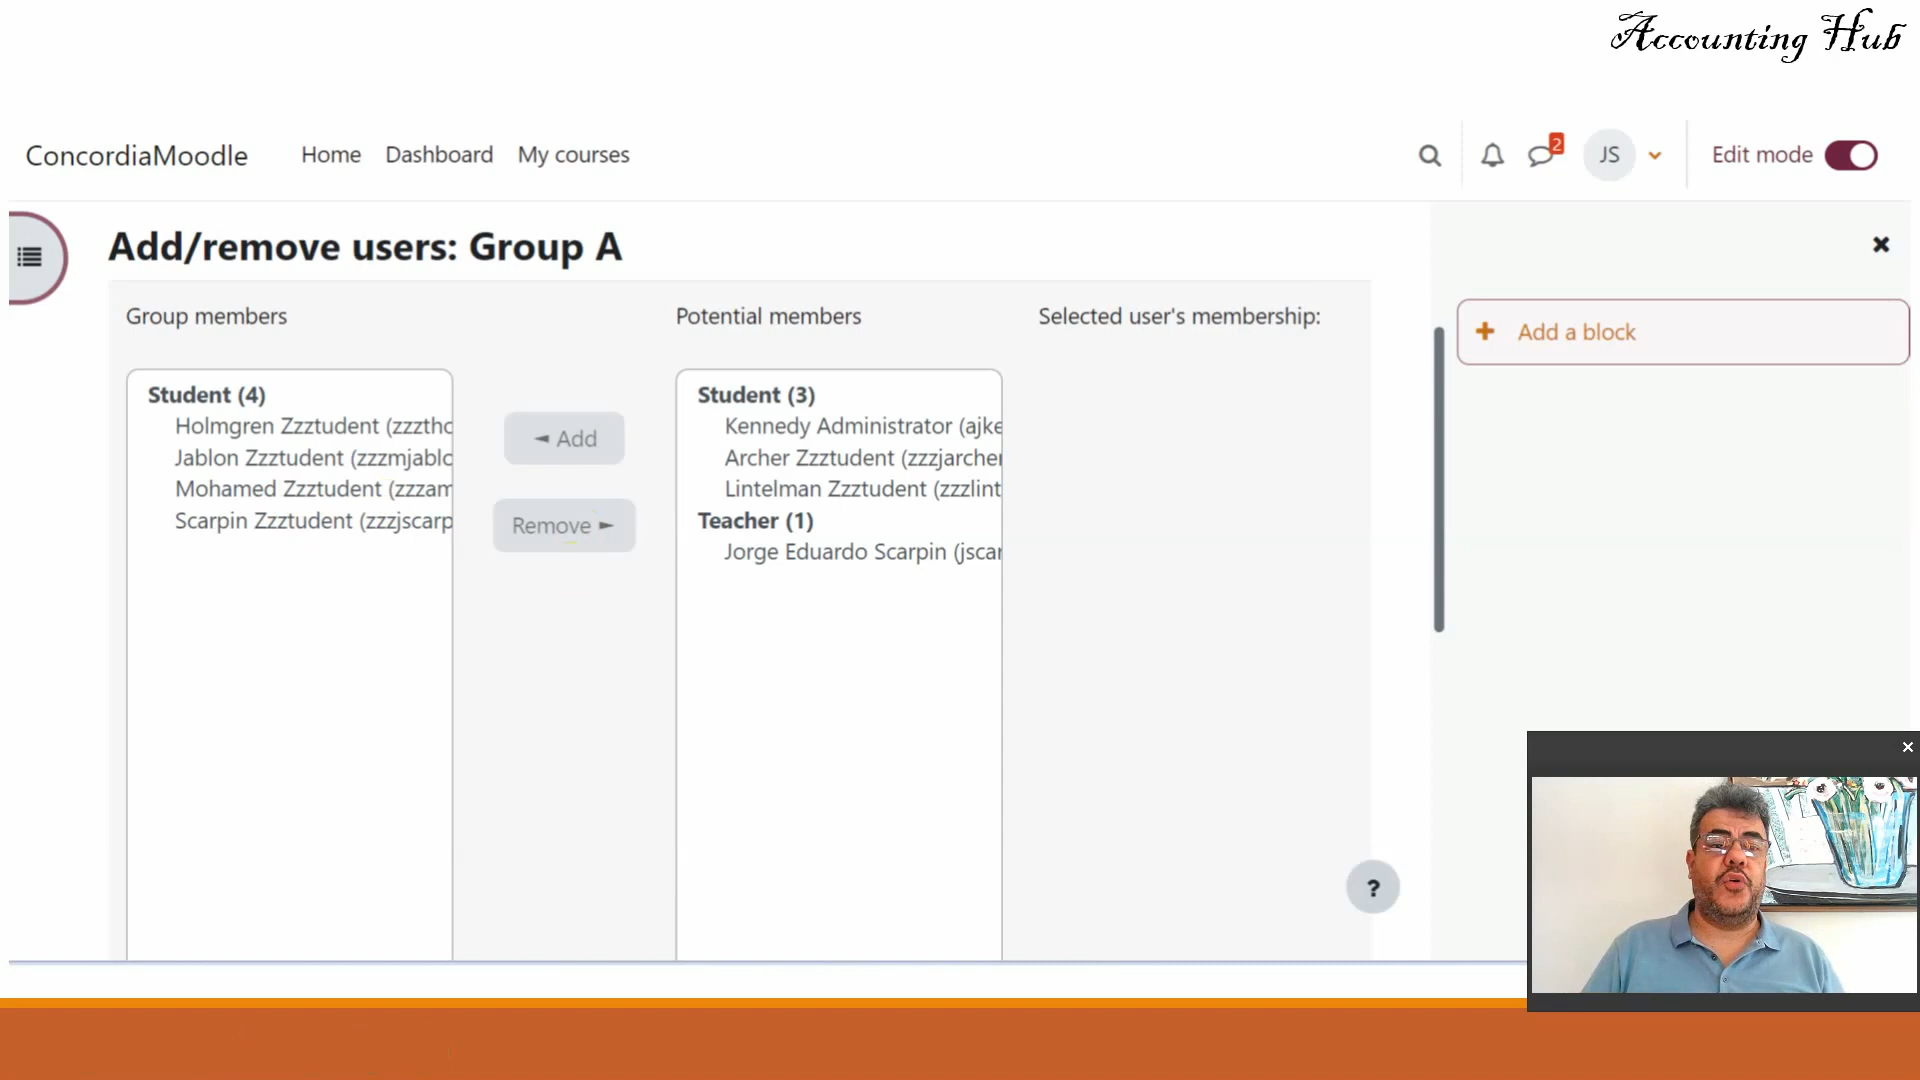 Accounting Hub
ConcordiaMoodle Home Dashboard My courses 2 JS Edit mode
Add/remove users: Group A
Group members Potential members Selected user's membership:
Add a block
Student (4)
Holmgren Zzztudent (zzzthc
Jablon Zzztudent (zzzmjablc
Mohamed Zzztudent (zzzam
Scarpin Zzztudent (zzzjscarp
◄ Add
Remove ►
Student (3)
Kennedy Administrator (ajke
Archer Zzztudent (zzzjarcher
Lintelman Zzztudent (zzzlint
Teacher (1)
Jorge Eduardo Scarpin (jscar
?